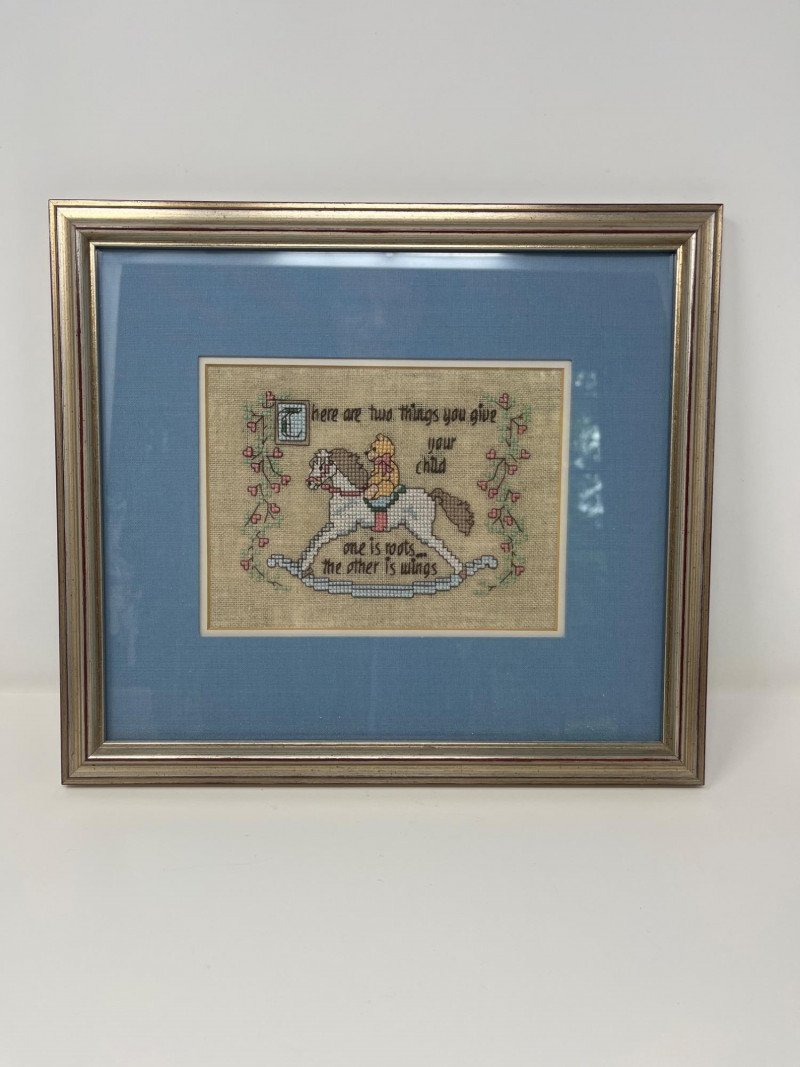 There are two things you give
your
child
one is roots...
the other is wings